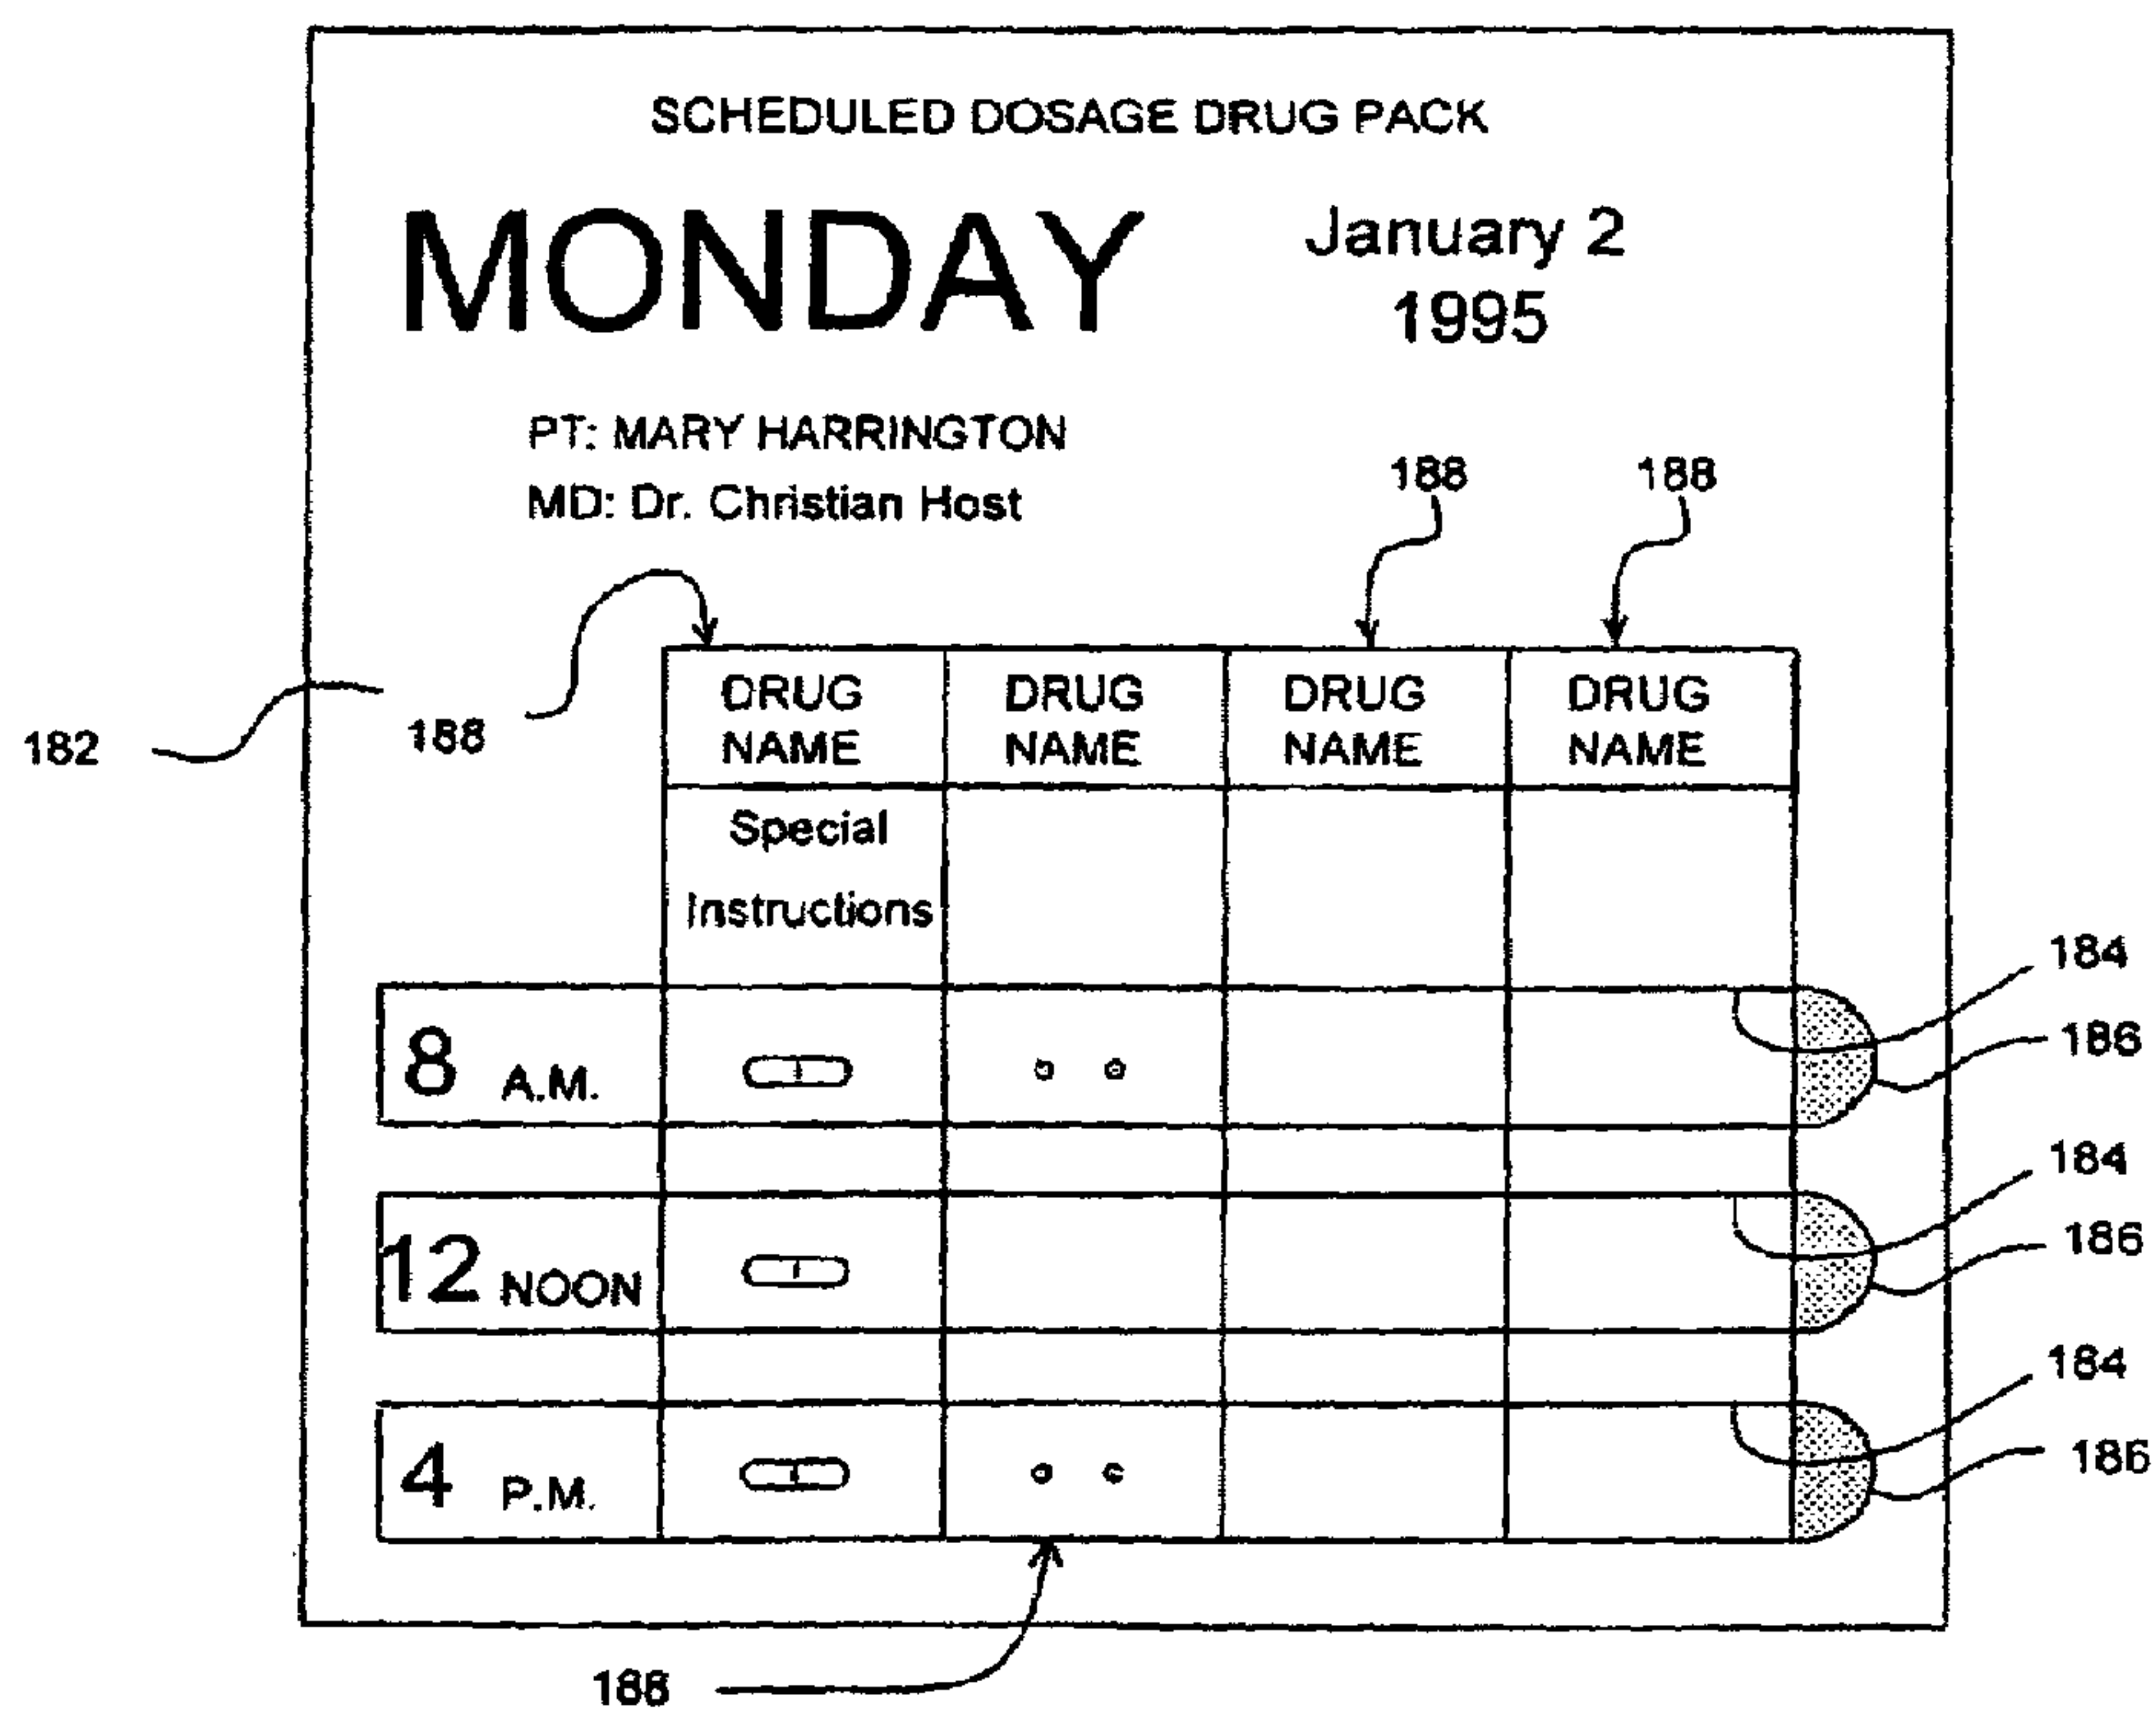 SCHEDULED DOSAGE DRUG PACK
MONDAY
January 2
1995
PT: MARY HARRINGTON
MD: Dr. Christian Host
188
188
182
188
DRUG NAME
DRUG NAME
DRUG NAME
DRUG NAME
Special
Instructions
184
8 A.M.
186
184
12 NOON
186
184
4 P.M.
186
188